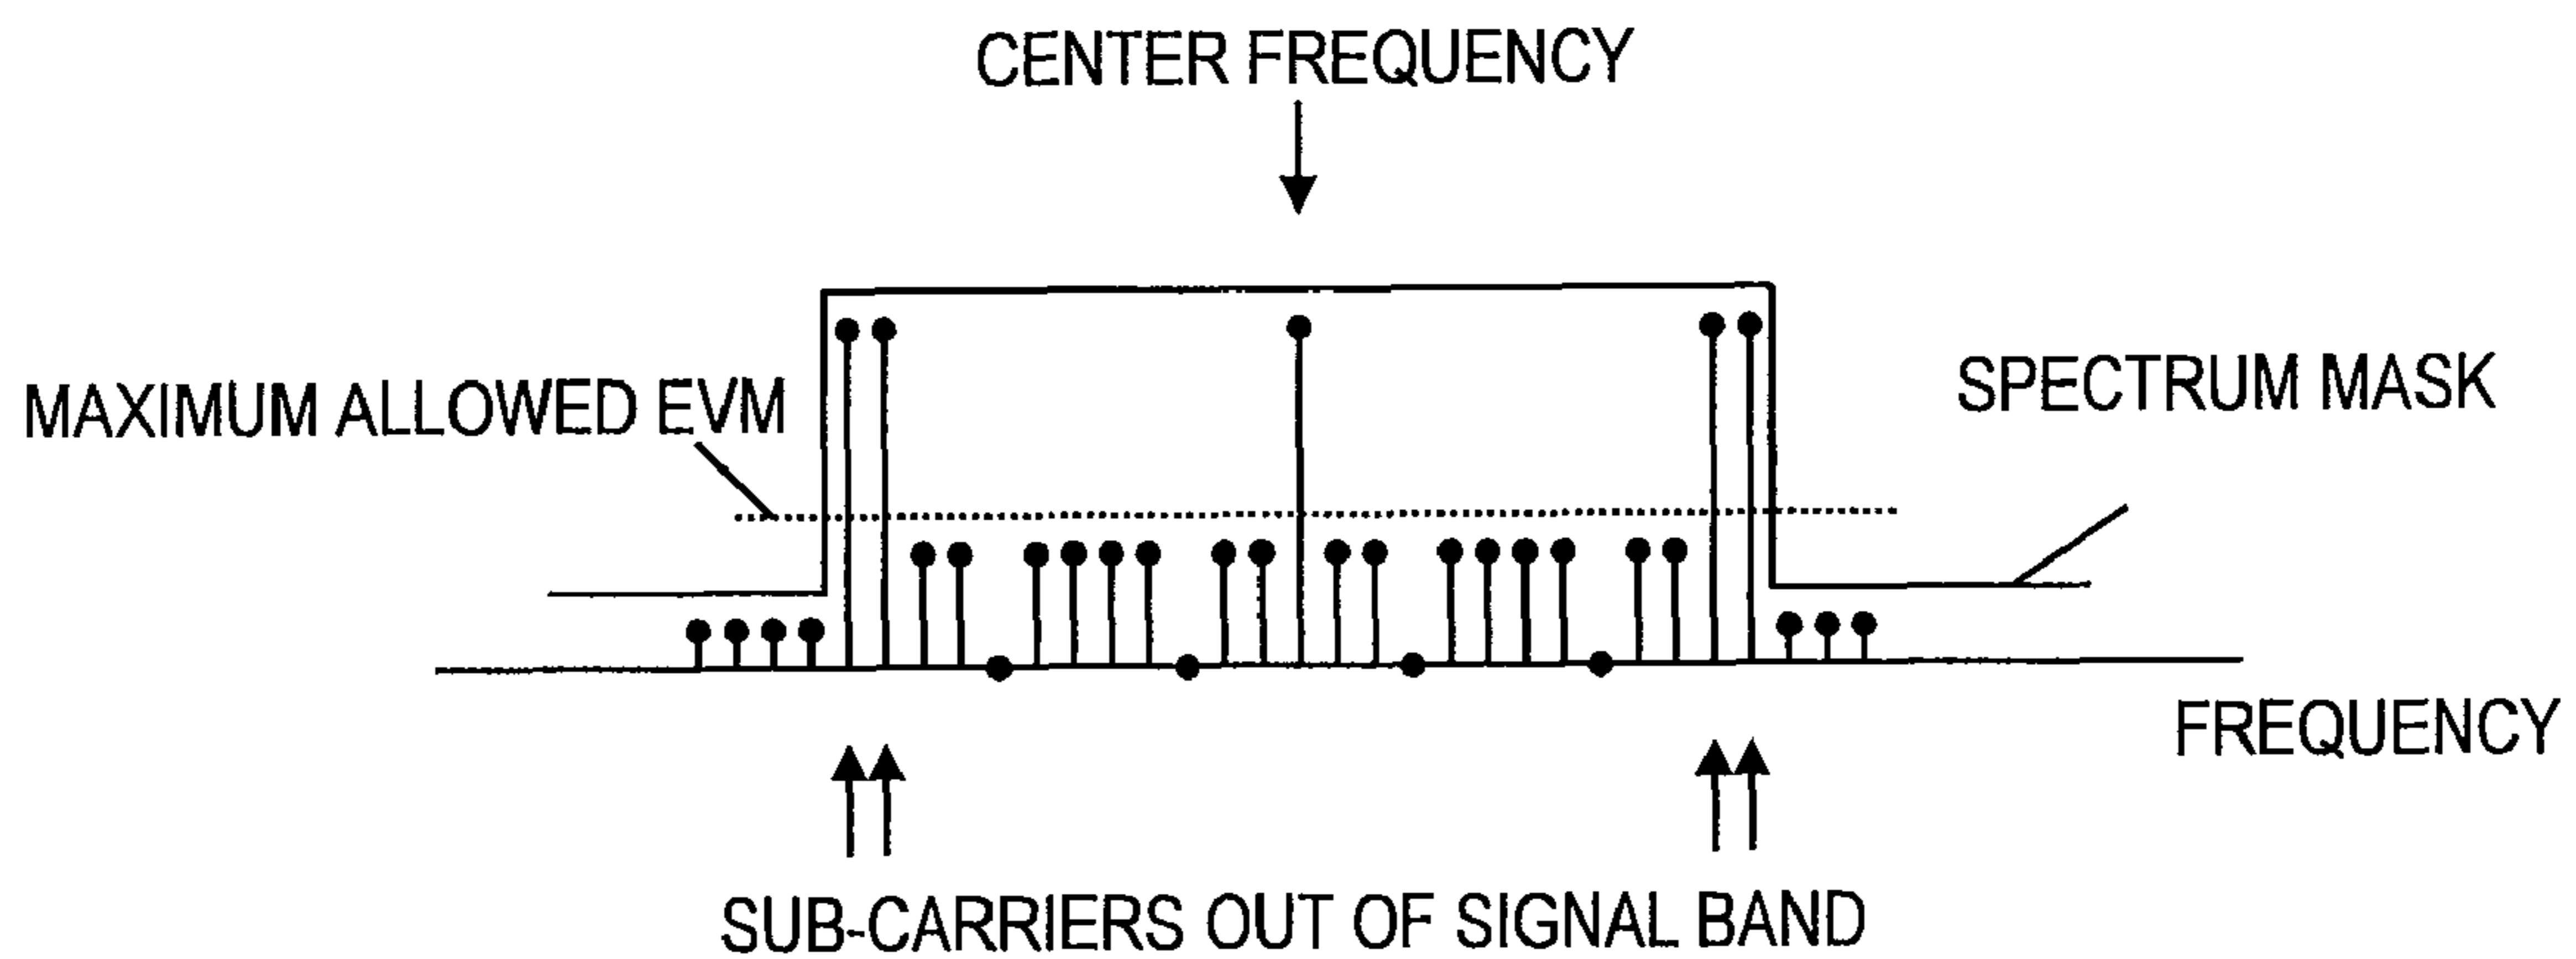 CENTER FREQUENCY
MAXIMUM ALLOWED EVM
SPECTRUM MASK
FREQUENCY
SUB-CARRIERS OUT OF SIGNAL BAND